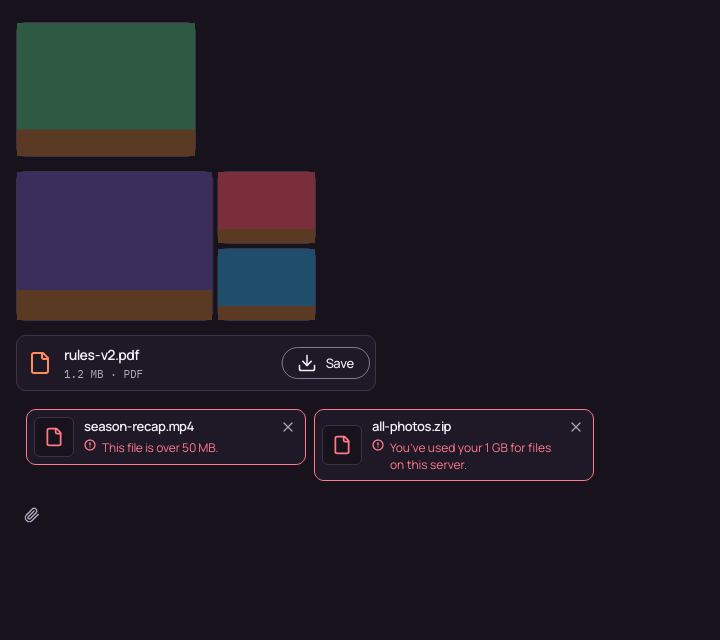 rules-v2.pdf
1.2 MB · PDF
Save
season-recap.mp4
This file is over 50 MB.
all-photos.zip
You've used your 1 GB for files
on this server.